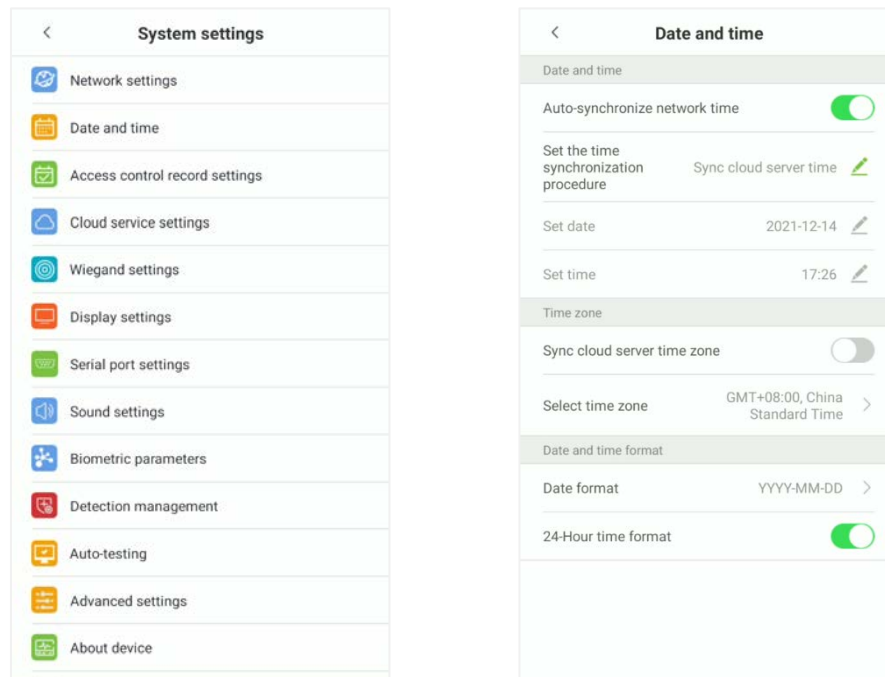 System settings
Network settings
Date and time
Access control record settings
Cloud service settings
Wiegand settings
Display settings
Serial port settings
Sound settings
Biometric parameters
Detection management
Auto-testing
Advanced settings
About device
Date and time
Date and time
Auto-synchronize network time
Set the time
synchronization
procedure
Sync cloud server time
Set date 2021-12-14
Set time 17:26
Time zone
Sync cloud server time zone
Select time zone
GMT+08:00, China
Standard Time
Date and time format
Date format YYYY-MM-DD
24-Hour time format